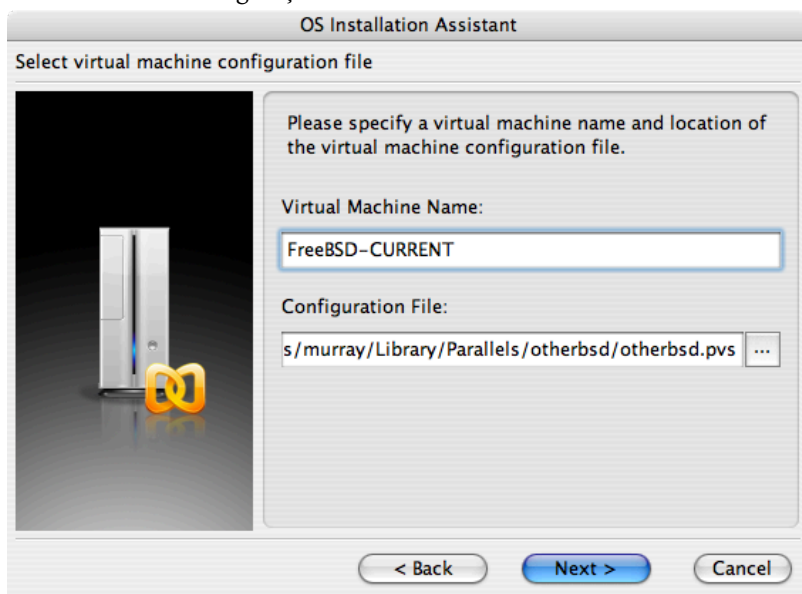 OS Installation Assistant
Select virtual machine configuration file
Please specify a virtual machine name and location of
the virtual machine configuration file.
Virtual Machine Name:
FreeBSD-CURRENT
Configuration File:
s/murray/Library/Parallels/otherbsd/otherbsd.pvs ...
< Back Next > Cancel